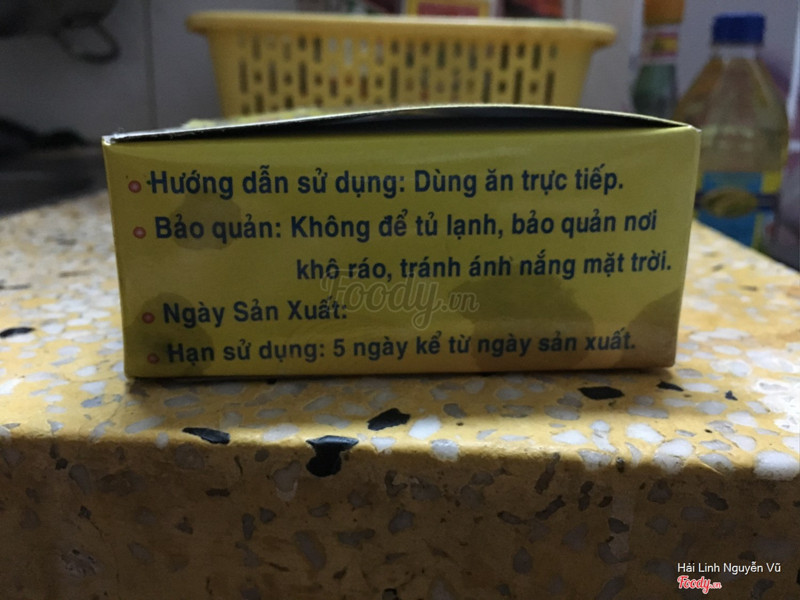 Hướng dẫn sử dụng: Dùng ăn trực tiếp.
Bảo quản: Không để tủ lạnh, bảo quản nơi
khô ráo, tránh ánh nắng mặt trời.
Foody.vn
Ngày Sản Xuất:
Hạn sử dụng: 5 ngày kể từ ngày sản xuất.
Hải Linh Nguyễn Vũ
Foody.vn